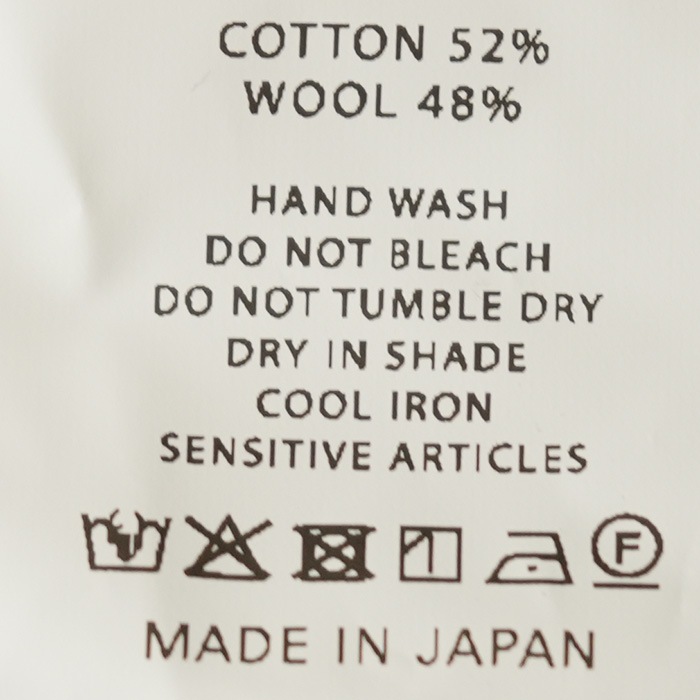 COTTON 52%
WOOL 48%
HAND WASH
DO NOT BLEACH
DO NOT TUMBLE DRY
DRY IN SHADE
COOL IRON
SENSITIVE ARTICLES
F
MADE IN JAPAN